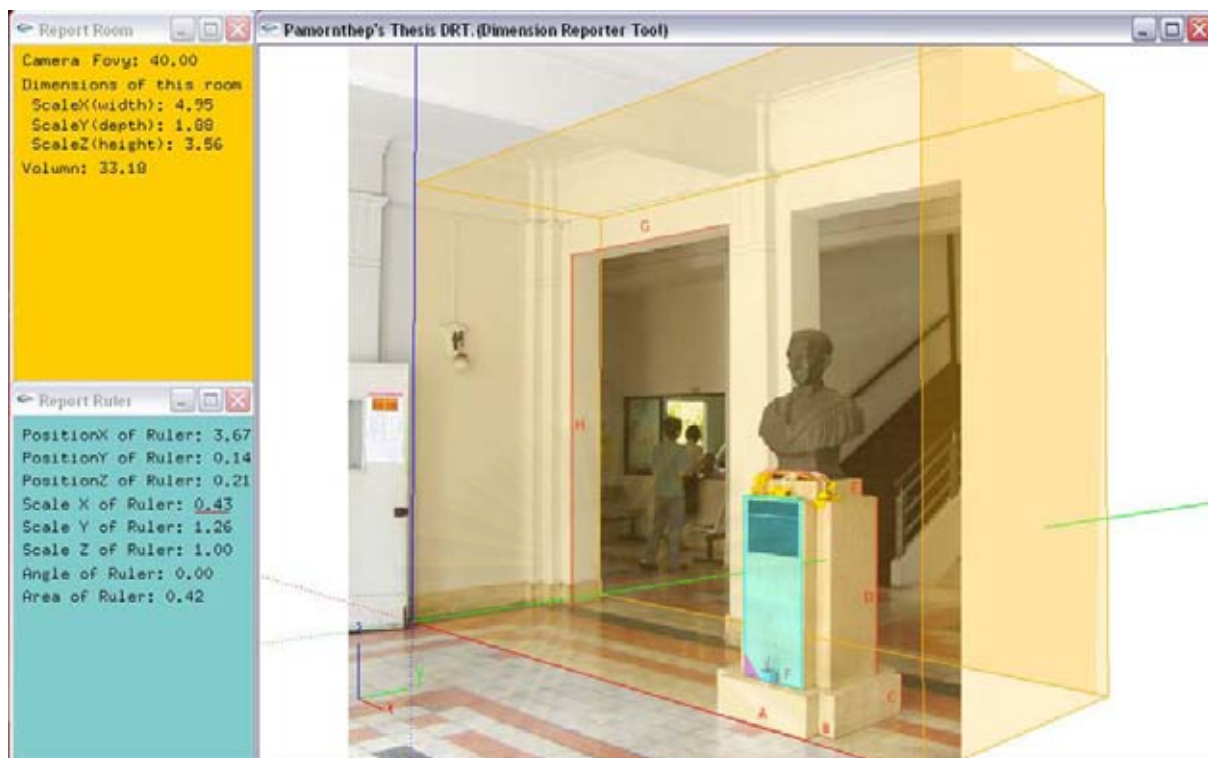 Report Room
Camera Fovy: 40.00
Dimensions of this room
ScaleX(width): 4.95
ScaleY(depth): 1.88
ScaleZ(height): 3.56
Volumn: 33.18
Report Ruler
PositionX of Ruler: 3.67
PositionY of Ruler: 0.14
PositionZ of Ruler: 0.21
Scale X of Ruler: 0.43
Scale Y of Ruler: 1.26
Scale Z of Ruler: 1.00
Angle of Ruler: 0.00
Area of Ruler: 0.42
Pamornthep's Thesis DRT.(Dimension Reporter Tool)
G
H
E
D
F
C
A
B
y
x